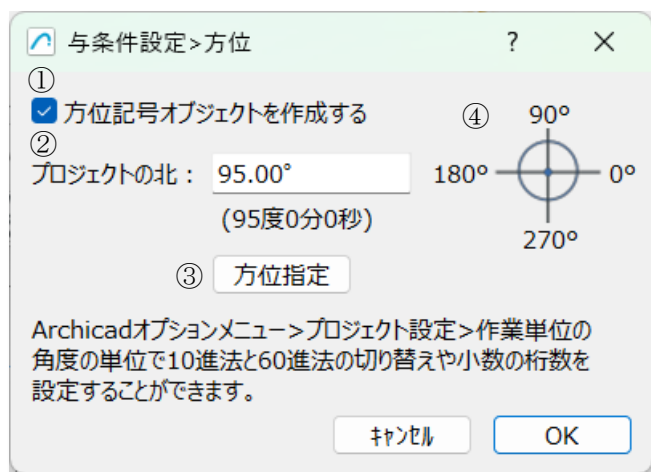 与条件設定>方位
?
①
方位記号オブジェクトを作成する
②
プロジェクトの北：
95.00°
(95度0分0秒)
③
方位指定
④
90°
180°
0°
270°
Archicadオプションメニュー>プロジェクト設定>作業単位の
角度の単位で10進法と60進法の切り替えや小数の桁数を
設定することができます。
ｷｬﾝｾﾙ
OK